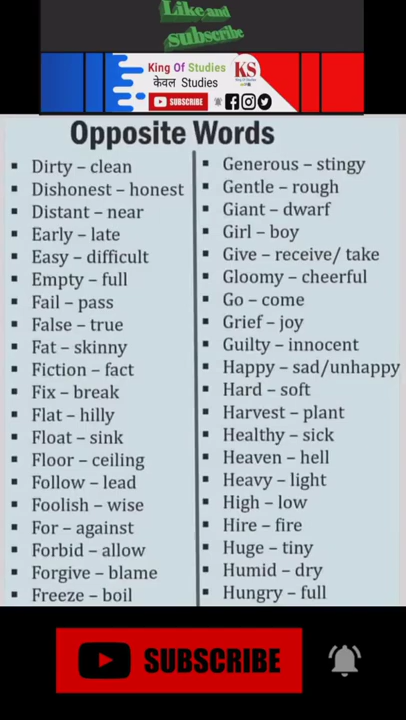 Like and
subscribe
King Of Studies
केवल Studies
SUBSCRIBE
KS
Opposite Words
▪ Dirty – clean
▪ Dishonest – honest
▪ Distant – near
▪ Early – late
▪ Easy – difficult
▪ Empty – full
▪ Fail – pass
▪ False – true
▪ Fat – skinny
▪ Fiction – fact
▪ Fix – break
▪ Flat – hilly
▪ Float – sink
▪ Floor – ceiling
▪ Follow – lead
▪ Foolish – wise
▪ For – against
▪ Forbid – allow
▪ Forgive – blame
▪ Freeze – boil
▪ Generous – stingy
▪ Gentle – rough
▪ Giant – dwarf
▪ Girl – boy
▪ Give – receive/ take
▪ Gloomy – cheerful
▪ Go – come
▪ Grief – joy
▪ Guilty – innocent
▪ Happy – sad/unhappy
▪ Hard – soft
▪ Harvest – plant
▪ Healthy – sick
▪ Heaven – hell
▪ Heavy – light
▪ High – low
▪ Hire – fire
▪ Huge – tiny
▪ Humid – dry
▪ Hungry – full
SUBSCRIBE